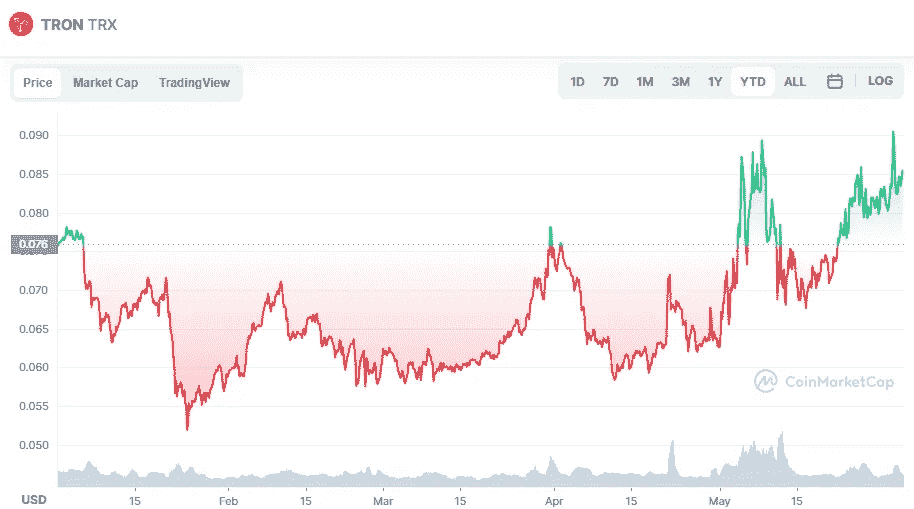 TRON TRX
Price Market Cap TradingView 1D 7D 1M 3M 1Y YTD ALL LOG
0.090
0.085
0.080
0.076
0.070
0.065
0.060
CoinMarketCap
0.055
0.050
USD 15 Feb 15 Mar 15 Apr 15 May 15